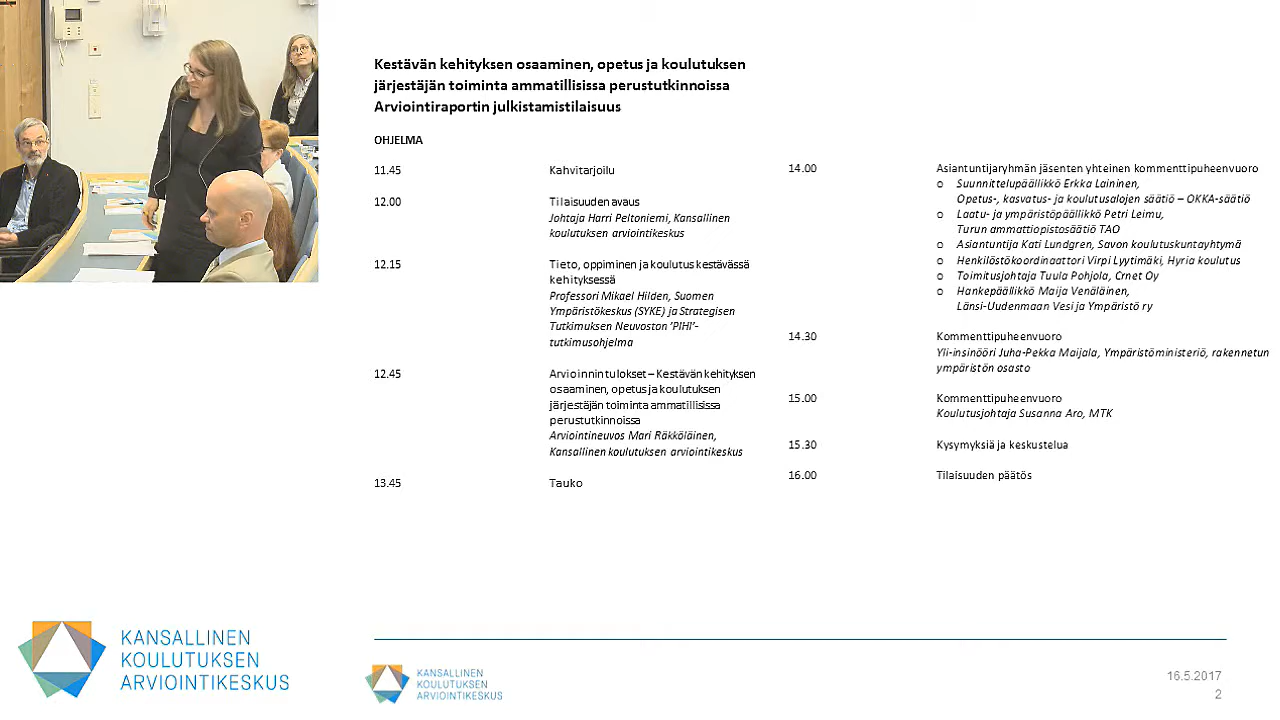 Kestävän kehityksen osaaminen, opetus ja koulutuksen
järjestäjän toiminta ammatillisissa perustutkinnoissa
Arviointiraportin julkistamistilaisuus
OHJELMA
11.45 Kahvitarjoilu
12.00 Tilaisuuden avaus
Johtaja Harri Peltoniemi, Kansallinen
koulutuksen arviointikeskus
12.15 Tieto, oppiminen ja koulutus kestävässä
kehityksessä
Professori Mikael Hilden, Suomen
Ympäristökeskus (SYKE) ja Strategisen
Tutkimuksen Neuvoston ’PIHI’-
tutkimusohjelma
12.45 Arvioinnin tulokset – Kestävän kehityksen
osaaminen, opetus ja koulutuksen
järjestäjän toiminta ammatillisissa
perustutkinnoissa
Arviointineuvos Mari Räkköläinen,
Kansallinen koulutuksen arviointikeskus
13.45 Tauko
14.00 Asiantuntijaryhmän jäsenten yhteinen kommenttipuheenvuoro
o Suunnittelupäällikkö Erkka Laininen,
Opetus-, kasvatus- ja koulutusalojen säätiö – OKKA-säätiö
o Laatu- ja ympäristöpäällikkö Petri Leimu,
Turun ammattiopistosäätiö TAO
o Asiantuntija Kati Lundgren, Savon koulutuskuntayhtymä
o Henkilöstökoordinaattori Virpi Lyytimäki, Hyria koulutus
o Toimitusjohtaja Tuula Pohjola, Crnet Oy
o Hankepäällikkö Maija Venäläinen,
Länsi-Uudenmaan Vesi ja Ympäristö ry
14.30 Kommenttipuheenvuoro
Yli-insinööri Juha-Pekka Maijala, Ympäristöministeriö, rakennetun
ympäristön osasto
15.00 Kommenttipuheenvuoro
Koulutusjohtaja Susanna Aro, MTK
15.30 Kysymyksiä ja keskustelua
16.00 Tilaisuuden päätös
KANSALLINEN
KOULUTUKSEN
ARVIOINTIKESKUS
KANSALLINEN
KOULUTUKSEN
ARVIOINTIKESKUS
16.5.2017
2